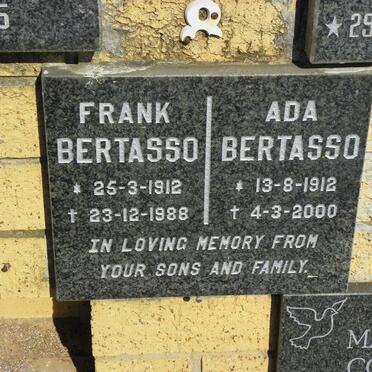 FRANK
BERTASSO
* 25-3-1912
† 23-12-1988
ADA
BERTASSO
* 13-8-1912
† 4-3-2000
IN LOVING MEMORY FROM
YOUR SONS AND FAMILY.